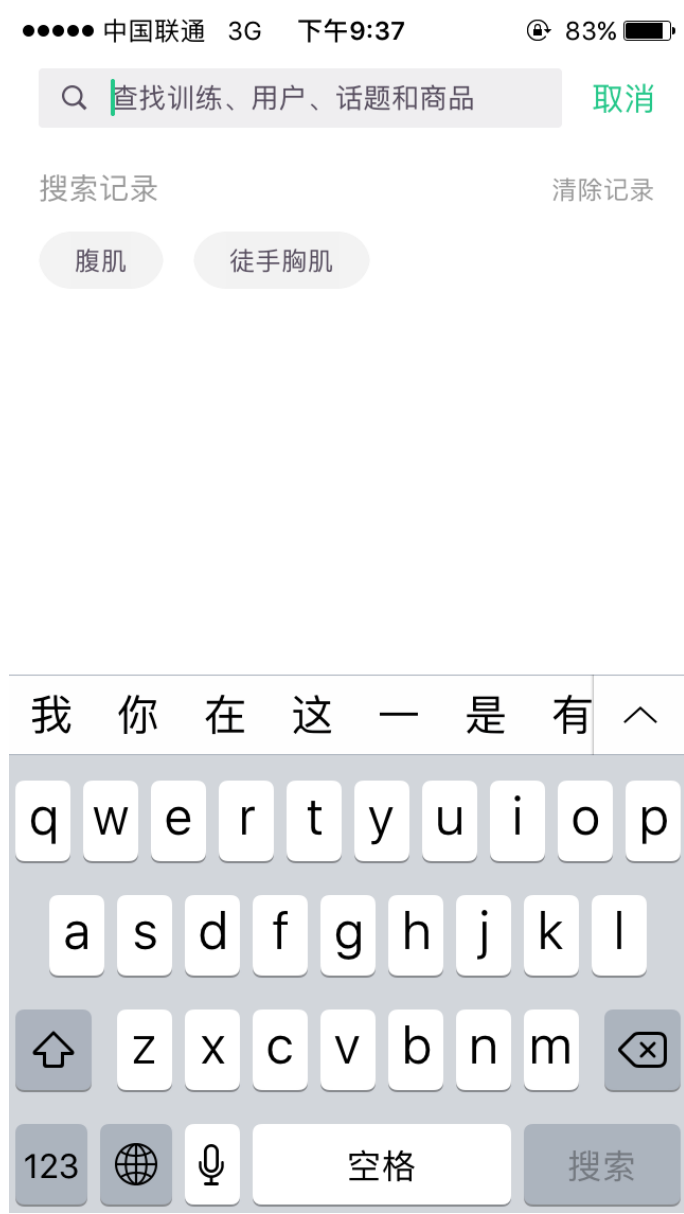 中国联通 3G 下午9:37 83%
查找训练、用户、话题和商品 取消
搜索记录 清除记录
腹肌 徒手胸肌
我 你 在 这 一 是 有
q w e r t y u i o p
a s d f g h j k l
z x c v b n m
123 空格 搜索